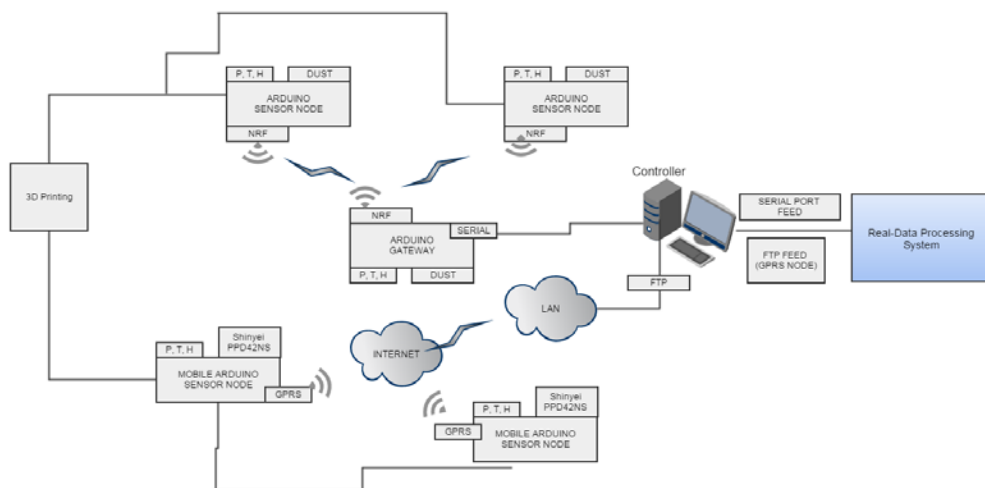 P, T, H
DUST
ARDUINO
SENSOR NODE
NRF
P, T, H
DUST
ARDUINO
SENSOR NODE
NRF
3D Printing
Controller
NRF
SERIAL
ARDUINO
GATEWAY
P, T, H
DUST
SERIAL PORT
FEED
FTP FEED
(GPRS NODE)
Real-Data Processing
System
FTP
LAN
INTERNET
Shinyei
PPD42NS
P, T, H
MOBILE ARDUINO
SENSOR NODE
GPRS
Shinyei
PPD42NS
P, T, H
GPRS
MOBILE ARDUINO
SENSOR NODE